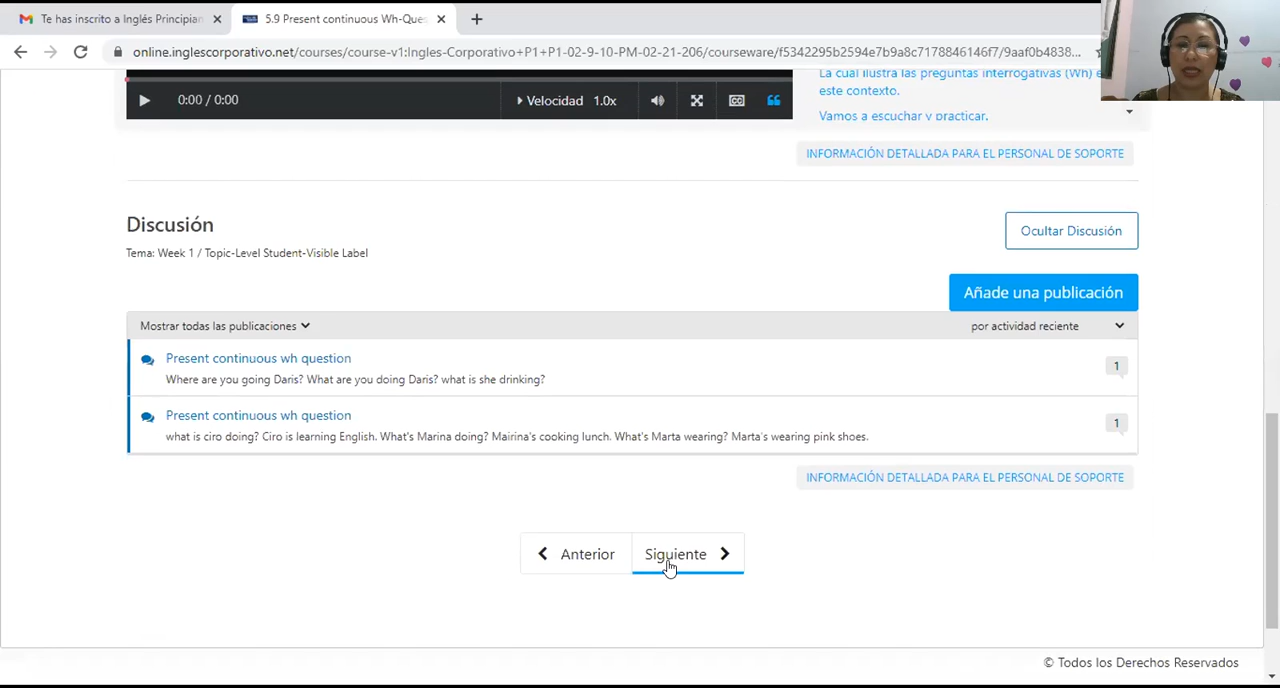 Te has inscrito a Inglés Principian
5.9 Present continuous Wh-Ques
online.inglescorporativo.net/courses/course-v1:Ingles-Corporativo+P1+P1-02-9-10-PM-02-21-206/courseware/f5342295b2594e7b9a8c7178846146f7/9aaf0b4838...
La cual ilustra las preguntas interrogativas (Wh) e
este contexto.
0:00 / 0:00
Velocidad 1.0x
Vamos a escuchar y practicar.
INFORMACIÓN DETALLADA PARA EL PERSONAL DE SOPORTE
Discusión
Ocultar Discusión
Tema: Week 1 / Topic-Level Student-Visible Label
Añade una publicación
Mostrar todas las publicaciones
por actividad reciente
Present continuous wh question
1
Where are you going Daris? What are you doing Daris? what is she drinking?
Present continuous wh question
1
what is ciro doing? Ciro is learning English. What's Marina doing? Mairina's cooking lunch. What's Marta wearing? Marta's wearing pink shoes.
INFORMACIÓN DETALLADA PARA EL PERSONAL DE SOPORTE
Anterior
Siguiente
© Todos los Derechos Reservados